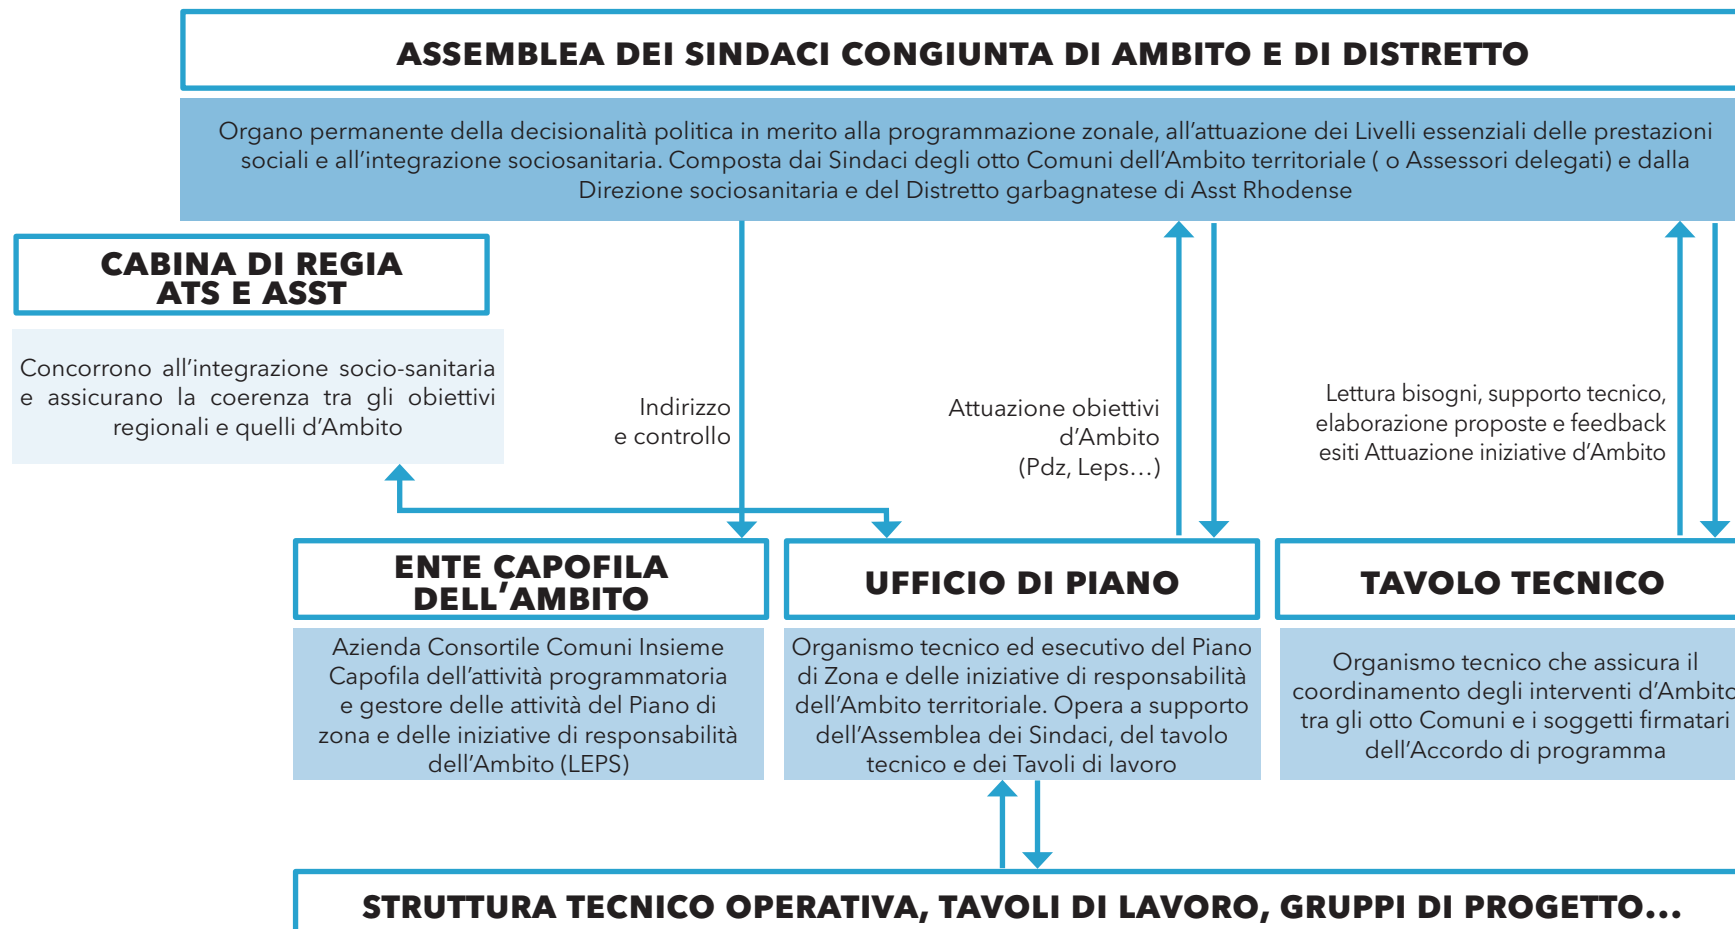 ASSEMBLEA DEI SINDACI CONGIUNTA DI AMBITO E DI DISTRETTO
Organo permanente della decisionalità politica in merito alla programmazione zonale, all'attuazione dei Livelli essenziali delle prestazioni
sociali e all'integrazione sociosanitaria. Composta dai Sindaci degli otto Comuni dell'Ambito territoriale ( o Assessori delegati) e dalla
Direzione sociosanitaria e del Distretto garbagnatese di Asst Rhodense
CABINA DI REGIA
ATS E ASST
Concorrono all'integrazione socio-sanitaria
e assicurano la coerenza tra gli obiettivi
regionali e quelli d'Ambito
Indirizzo
e controllo
Attuazione obiettivi
d'Ambito
(Pdz, Leps...)
Lettura bisogni, supporto tecnico,
elaborazione proposte e feedback
esiti Attuazione iniziative d'Ambito
ENTE CAPOFILA
DELL'AMBITO
Azienda Consortile Comuni Insieme
Capofila dell'attività programmatoria
e gestore delle attività del Piano di
zona e delle iniziative di responsabilità
dell'Ambito (LEPS)
UFFICIO DI PIANO
Organismo tecnico ed esecutivo del Piano
di Zona e delle iniziative di responsabilità
dell'Ambito territoriale. Opera a supporto
dell'Assemblea dei Sindaci, del tavolo
tecnico e dei Tavoli di lavoro
TAVOLO TECNICO
Organismo tecnico che assicura il
coordinamento degli interventi d'Ambito
tra gli otto Comuni e i soggetti firmatari
dell'Accordo di programma
STRUTTURA TECNICO OPERATIVA, TAVOLI DI LAVORO, GRUPPI DI PROGETTO...